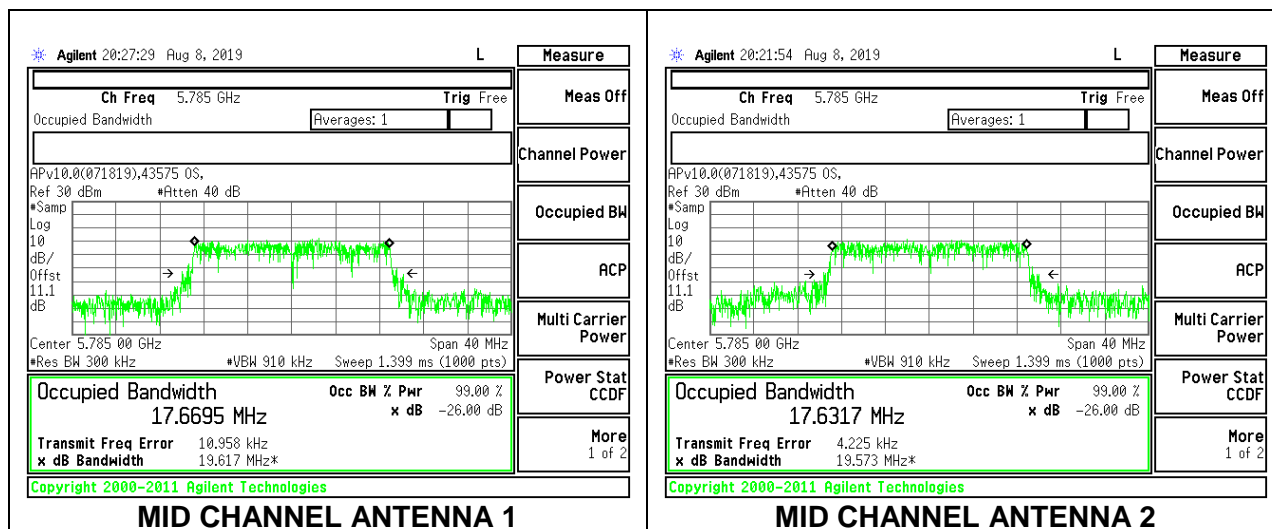 Agilent 20:27:29 Aug 8, 2019 L
Measure
Ch Freq 5.785 GHz Trig Free
Meas Off
Occupied Bandwidth Averages: 1
Channel Power
APv10.0(071819),43575 OS,
Ref 30 dBm #Atten 40 dB
#Samp
Log
10
dB/
Offst
11.1
dB
Occupied BW
ACP
Multi Carrier
Power
Center 5.785 00 GHz Span 40 MHz
#Res BW 300 kHz #VBW 910 kHz Sweep 1.399 ms (1000 pts)
Power Stat
CCDF
Occupied Bandwidth Occ BW % Pwr 99.00 %
17.6695 MHz x dB -26.00 dB
Transmit Freq Error 10.958 kHz
x dB Bandwidth 19.617 MHz*
More
1 of 2
Copyright 2000-2011 Agilent Technologies
MID CHANNEL ANTENNA 1
Agilent 20:21:54 Aug 8, 2019 L
Measure
Ch Freq 5.785 GHz Trig Free
Meas Off
Occupied Bandwidth Averages: 1
Channel Power
APv10.0(071819),43575 OS,
Ref 30 dBm #Atten 40 dB
#Samp
Log
10
dB/
Offst
11.1
dB
Occupied BW
ACP
Multi Carrier
Power
Center 5.785 00 GHz Span 40 MHz
#Res BW 300 kHz #VBW 910 kHz Sweep 1.399 ms (1000 pts)
Power Stat
CCDF
Occupied Bandwidth Occ BW % Pwr 99.00 %
17.6317 MHz x dB -26.00 dB
Transmit Freq Error 4.225 kHz
x dB Bandwidth 19.573 MHz*
More
1 of 2
Copyright 2000-2011 Agilent Technologies
MID CHANNEL ANTENNA 2